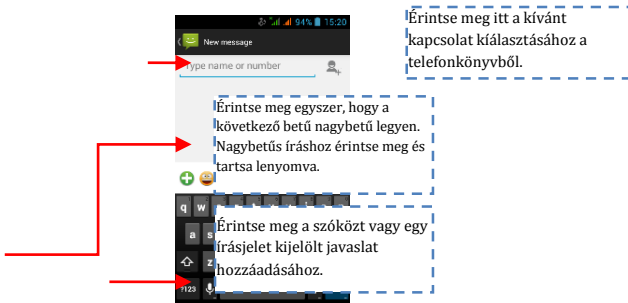 94% 15:20
New message
Type name or number
Érintse meg itt a kívánt
kapcsolat kíálasztásához a
telefonkönyvből.
Érintse meg egyszer, hogy a
következő betű nagybetű legyen.
Nagybetűs íráshoz érintse meg és
tartsa lenyomva.
q w
a s
z
?123
Érintse meg a szóközt vagy egy
írásjelet kijelölt javaslat
hozzáadásához.